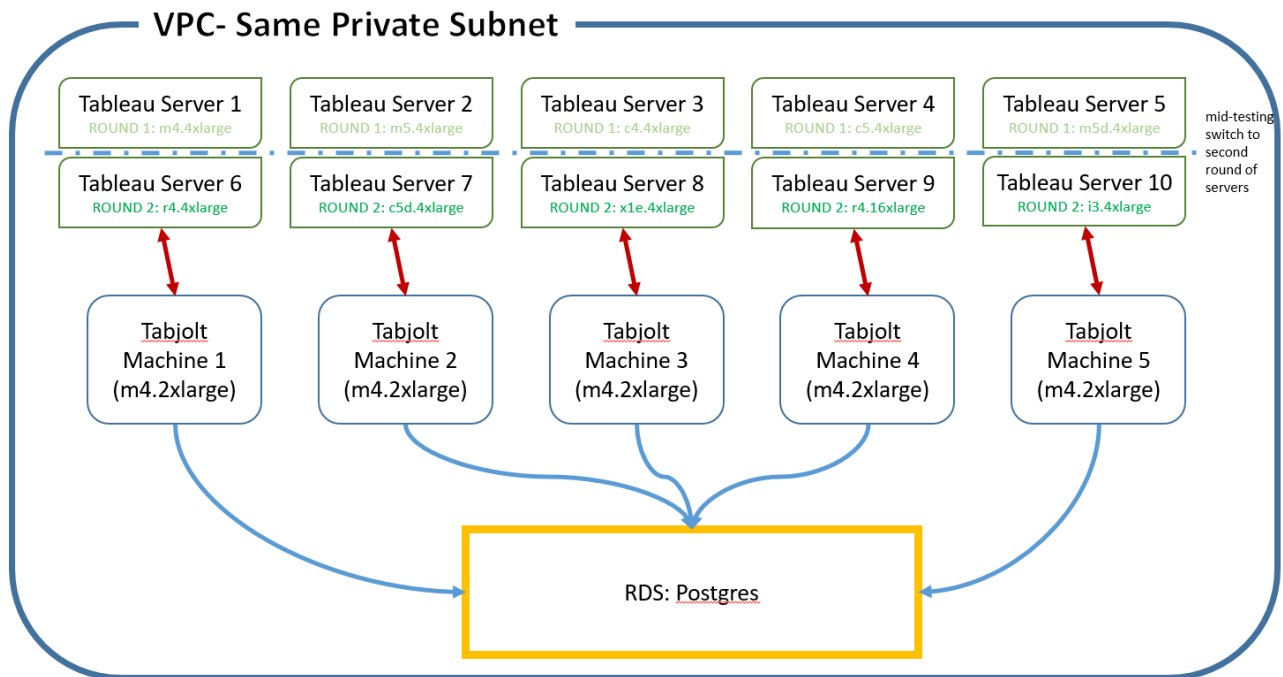 VPC- Same Private Subnet
Tableau Server 1
ROUND 1: m4.4xlarge
Tableau Server 2
ROUND 1: m5.4xlarge
Tableau Server 3
ROUND 1: c4.4xlarge
Tableau Server 4
ROUND 1: c5.4xlarge
Tableau Server 5
ROUND 1: m5d.4xlarge
mid-testing
switch to
second
round of
servers
Tableau Server 6
ROUND 2: r4.4xlarge
Tableau Server 7
ROUND 2: c5d.4xlarge
Tableau Server 8
ROUND 2: x1e.4xlarge
Tableau Server 9
ROUND 2: r4.16xlarge
Tableau Server 10
ROUND 2: i3.4xlarge
Tabjolt
Machine 1
(m4.2xlarge)
Tabjolt
Machine 2
(m4.2xlarge)
Tabjolt
Machine 3
(m4.2xlarge)
Tabjolt
Machine 4
(m4.2xlarge)
Tabjolt
Machine 5
(m4.2xlarge)
RDS: Postgres